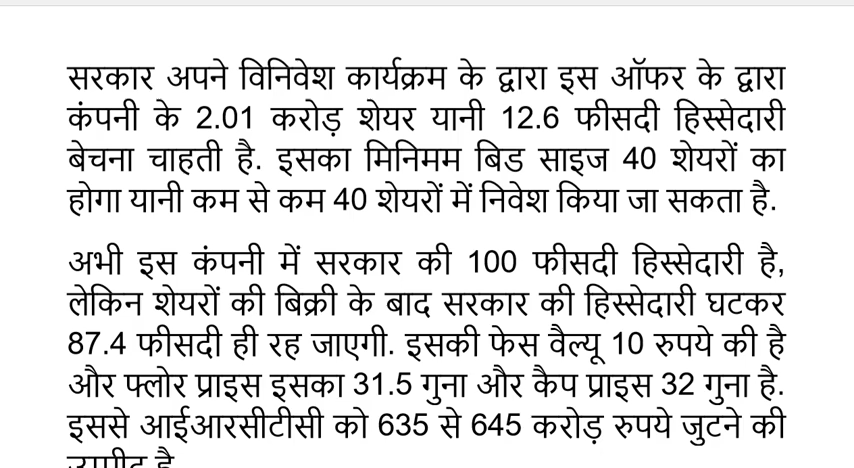 सरकार अपने विनिवेश कार्यक्रम के द्वारा इस ऑफर के द्वारा
कंपनी के 2.01 करोड़ शेयर यानी 12.6 फीसदी हिस्सेदारी
बेचना चाहती है. इसका मिनिमम बिड साइज 40 शेयरों का
होगा यानी कम से कम 40 शेयरों में निवेश किया जा सकता है.
अभी इस कंपनी में सरकार की 100 फीसदी हिस्सेदारी है,
लेकिन शेयरों की बिक्री के बाद सरकार की हिस्सेदारी घटकर
87.4 फीसदी ही रह जाएगी. इसकी फेस वैल्यू 10 रुपये की है
और फ्लोर प्राइस इसका 31.5 गुना और कैप प्राइस 32 गुना है.
इससे आईआरसीटीसी को 635 से 645 करोड़ रुपये जुटने की
है